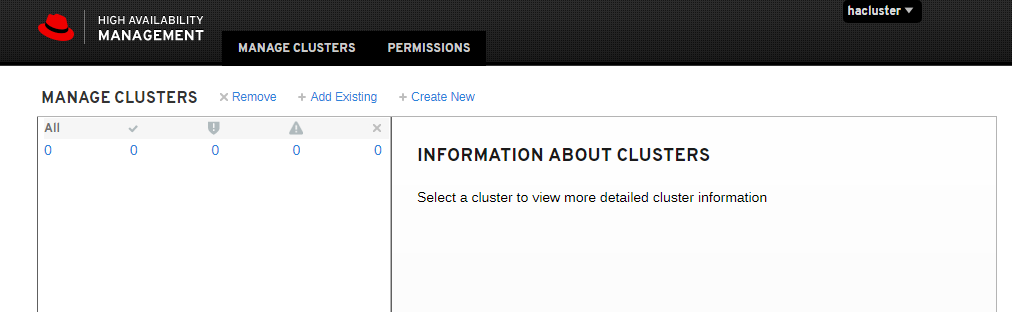 hacluster
HIGH AVAILABILITY
MANAGEMENT
MANAGE CLUSTERS PERMISSIONS
MANAGE CLUSTERS Remove + Add Existing + Create New
All
0 0 0 0 0
INFORMATION ABOUT CLUSTERS
Select a cluster to view more detailed cluster information